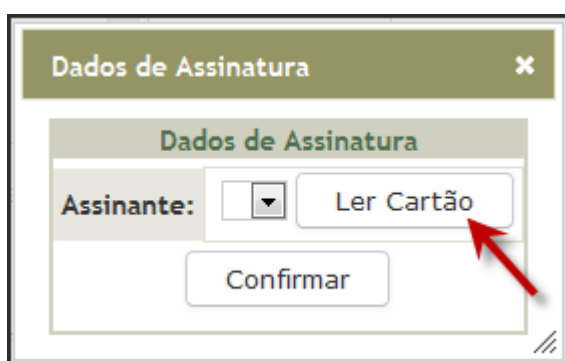 Dados de Assinatura
Dados de Assinatura
Assinante: Ler Cartão
Confirmar